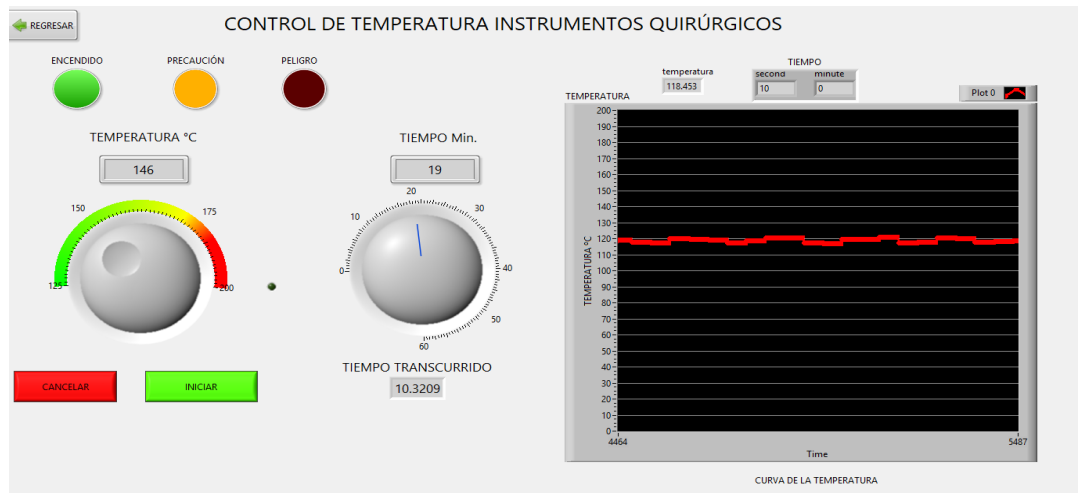 REGRESAR
CONTROL DE TEMPERATURA INSTRUMENTOS QUIRÚRGICOS
ENCENDIDO
PRECAUCIÓN
PELIGRO
TEMPERATURA °C
146
125
150
175
200
TIEMPO Min.
19
0
10
20
30
40
50
60
CANCELAR
INICIAR
TIEMPO TRANSCURRIDO
10.3209
temperatura
118.453
TIEMPO
second
minute
10
0
TEMPERATURA
Plot 0
TEMPERATURA ºC
200
190
180
170
160
150
140
130
120
110
100
90
80
70
60
50
40
30
20
10
0
4464
5487
Time
CURVA DE LA TEMPERATURA